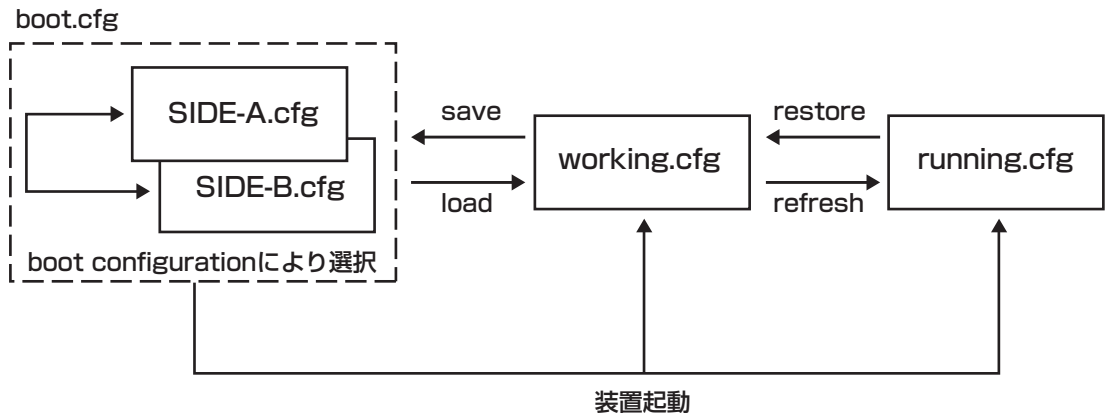 boot.cfg
SIDE-A.cfg
SIDE-B.cfg
boot configurationにより選択
save
load
working.cfg
restore
refresh
running.cfg
装置起動